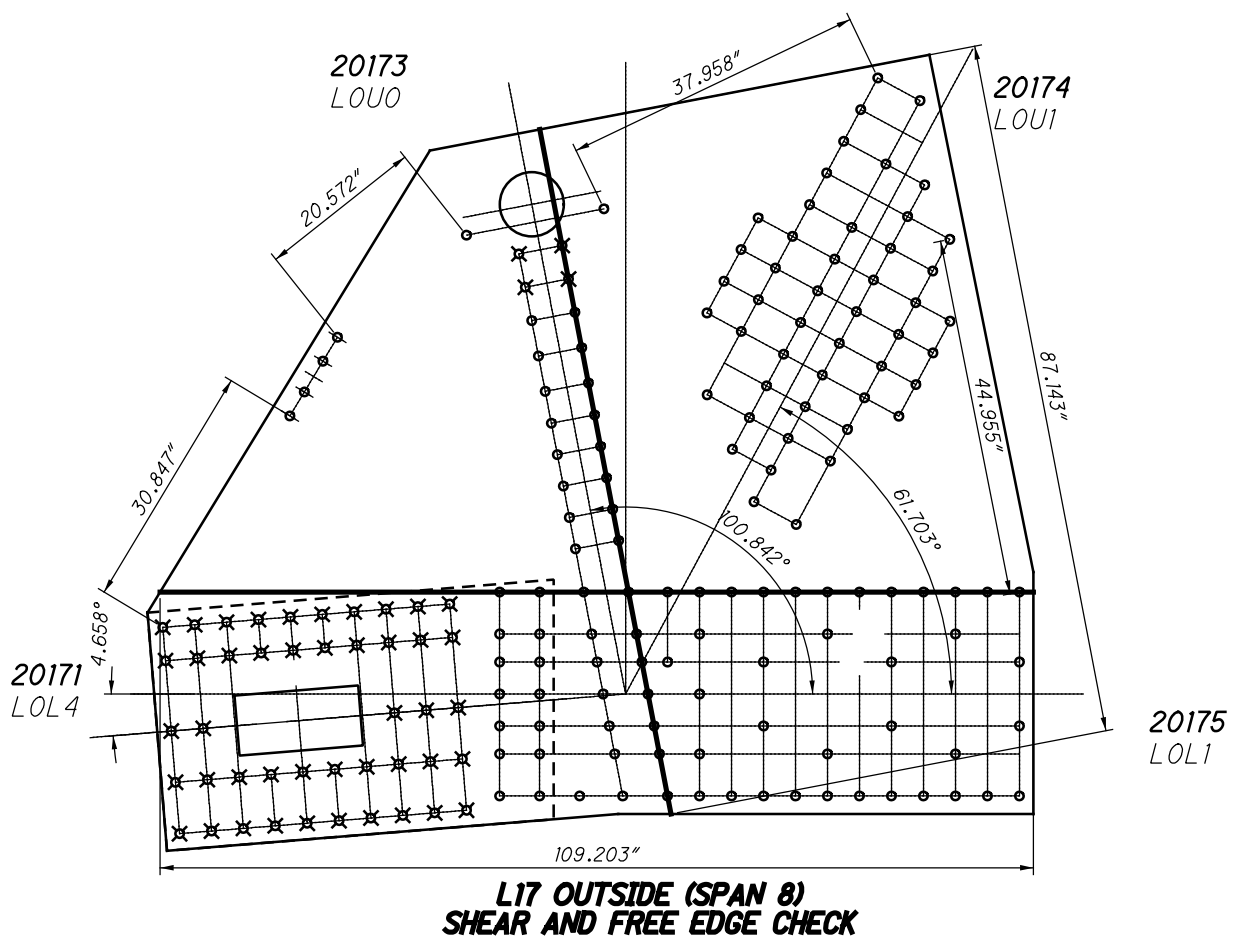 20173
LOUO
37.958"
20174
LOU1
20.572"
87.143"
44.955"
30.847"
61.703°
100.842°
4.658°
20171
LOL4
20175
LOL1
109.203"
L17 OUTSIDE (SPAN 8)
SHEAR AND FREE EDGE CHECK